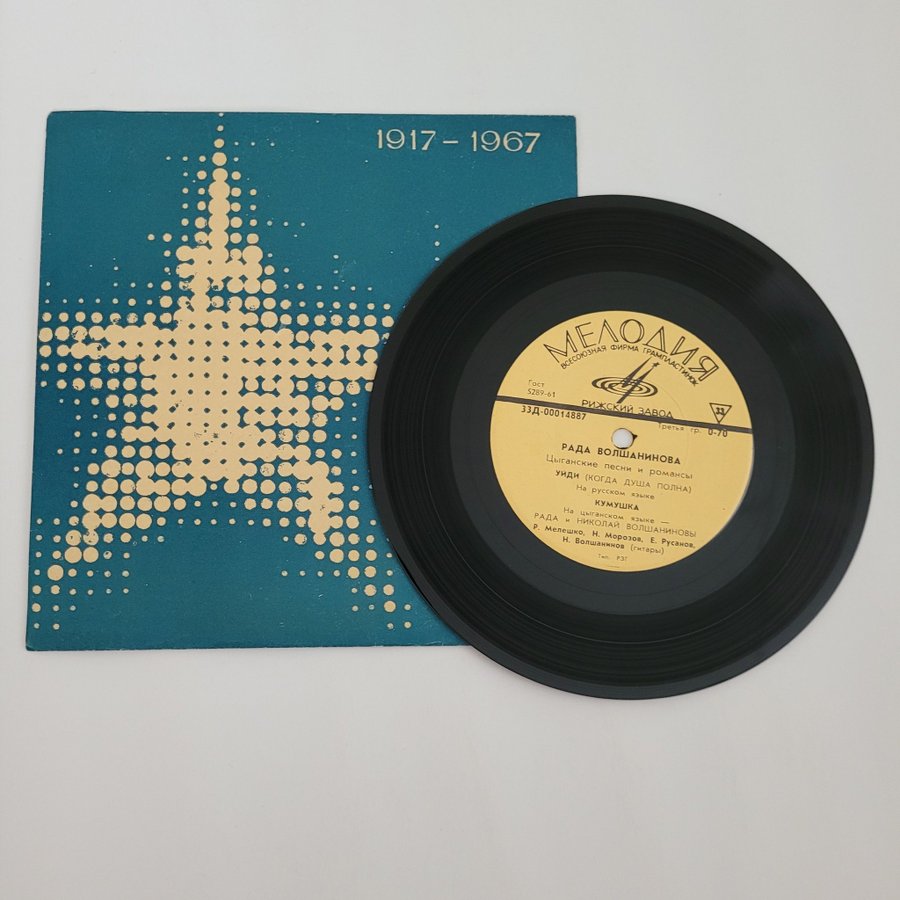 1917 – 1967
МЕЛОДИЯ
ВСЕСОЮЗНАЯ ФИРМА ГРАМПЛАСТИНОК
Гост
5289-61
РИЖСКИЙ ЗАВОД
33
33Д-00014887
Третья гр. 0-70
РАДА ВОЛШАНИНОВА
Цыганские песни и романсы
УЙДИ (КОГДА ДУША ПОЛНА)
На русском языке
КУМУШКА
На цыганском языке —
РАДА и НИКОЛАЙ ВОЛШАНИНОВЫ
Р. Мелешко, Н. Морозов, Е. Русанов,
Н. Волшанинов (гитары)
Тип. РЗГ